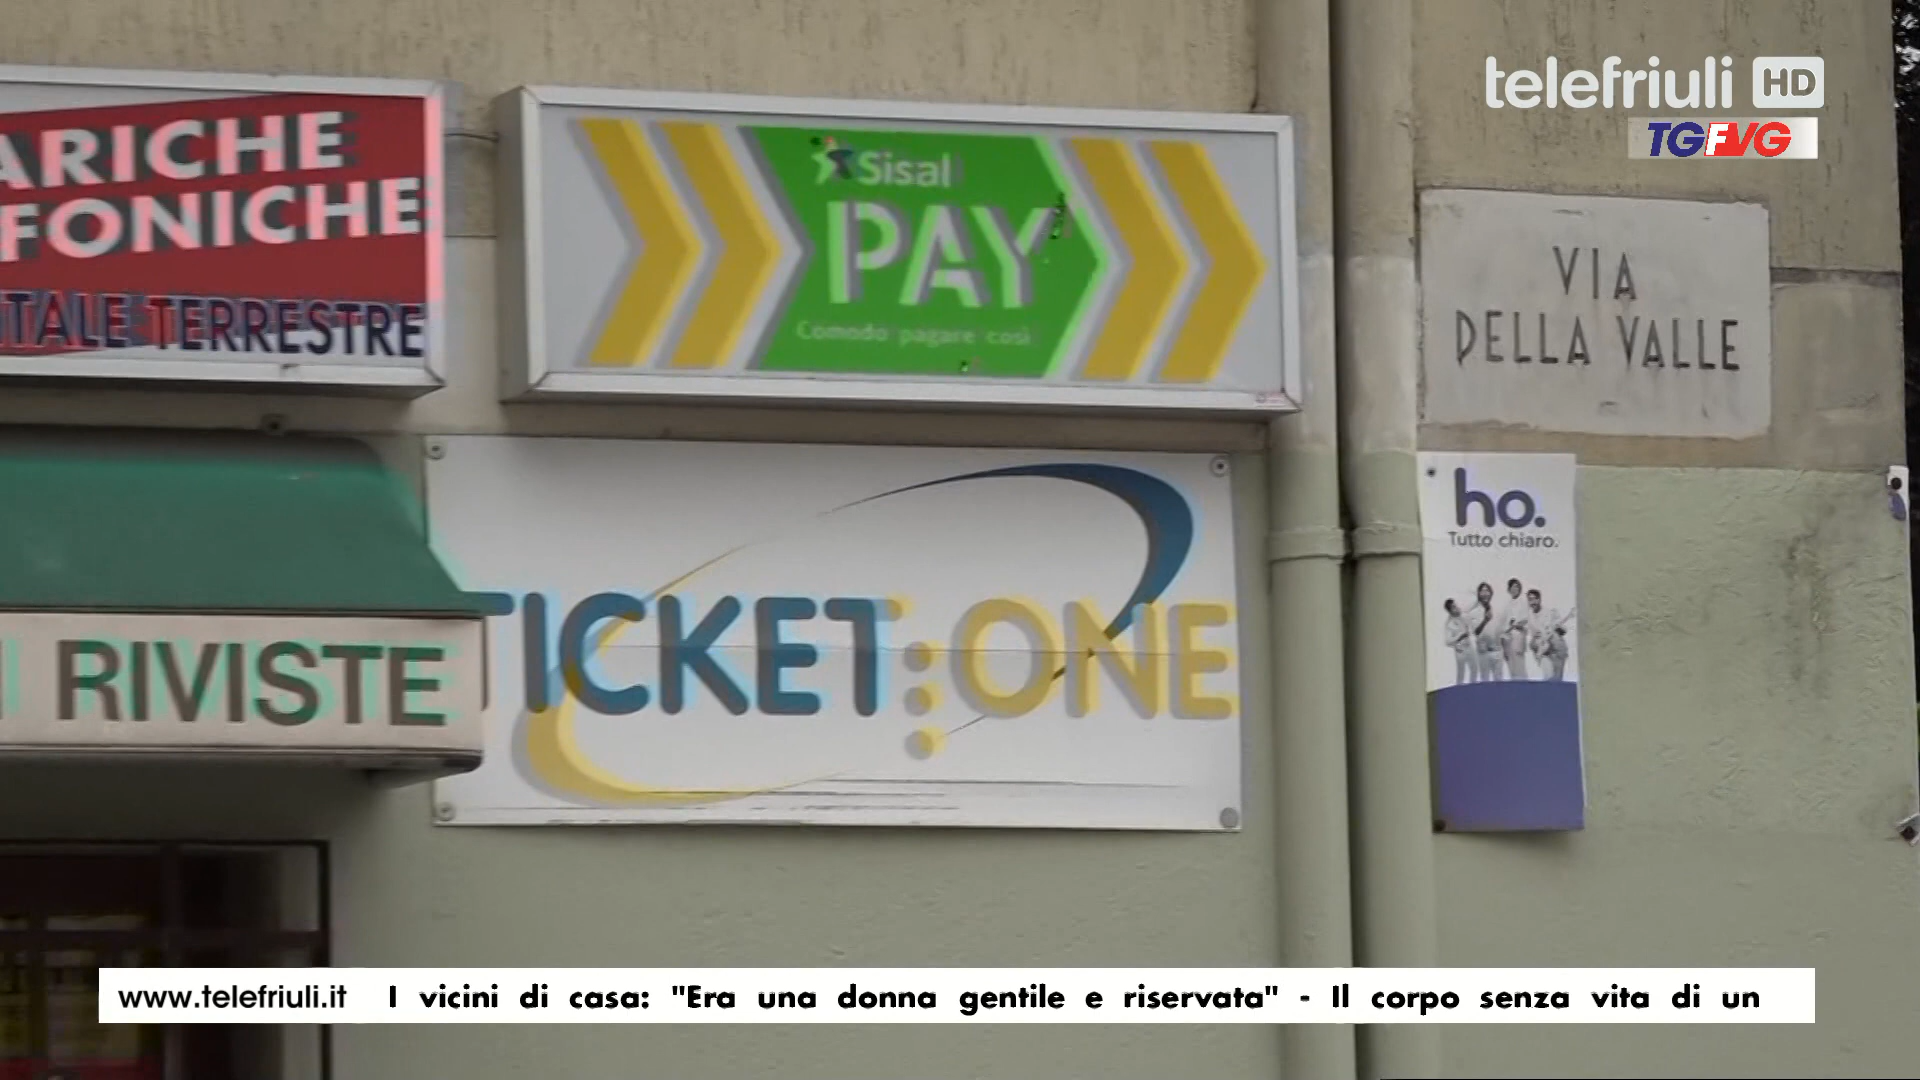 telefriuli HD
TGFVG
ARICHE
FONICHE
TALE TERRESTRE
Sisal
PAY
Comodo pagare così
VIA
DELLA VALLE
ho.
Tutto chiaro.
TICKET:ONE
RIVISTE
www.telefriuli.it I vicini di casa: "Era una donna gentile e riservata" - Il corpo senza vita di un